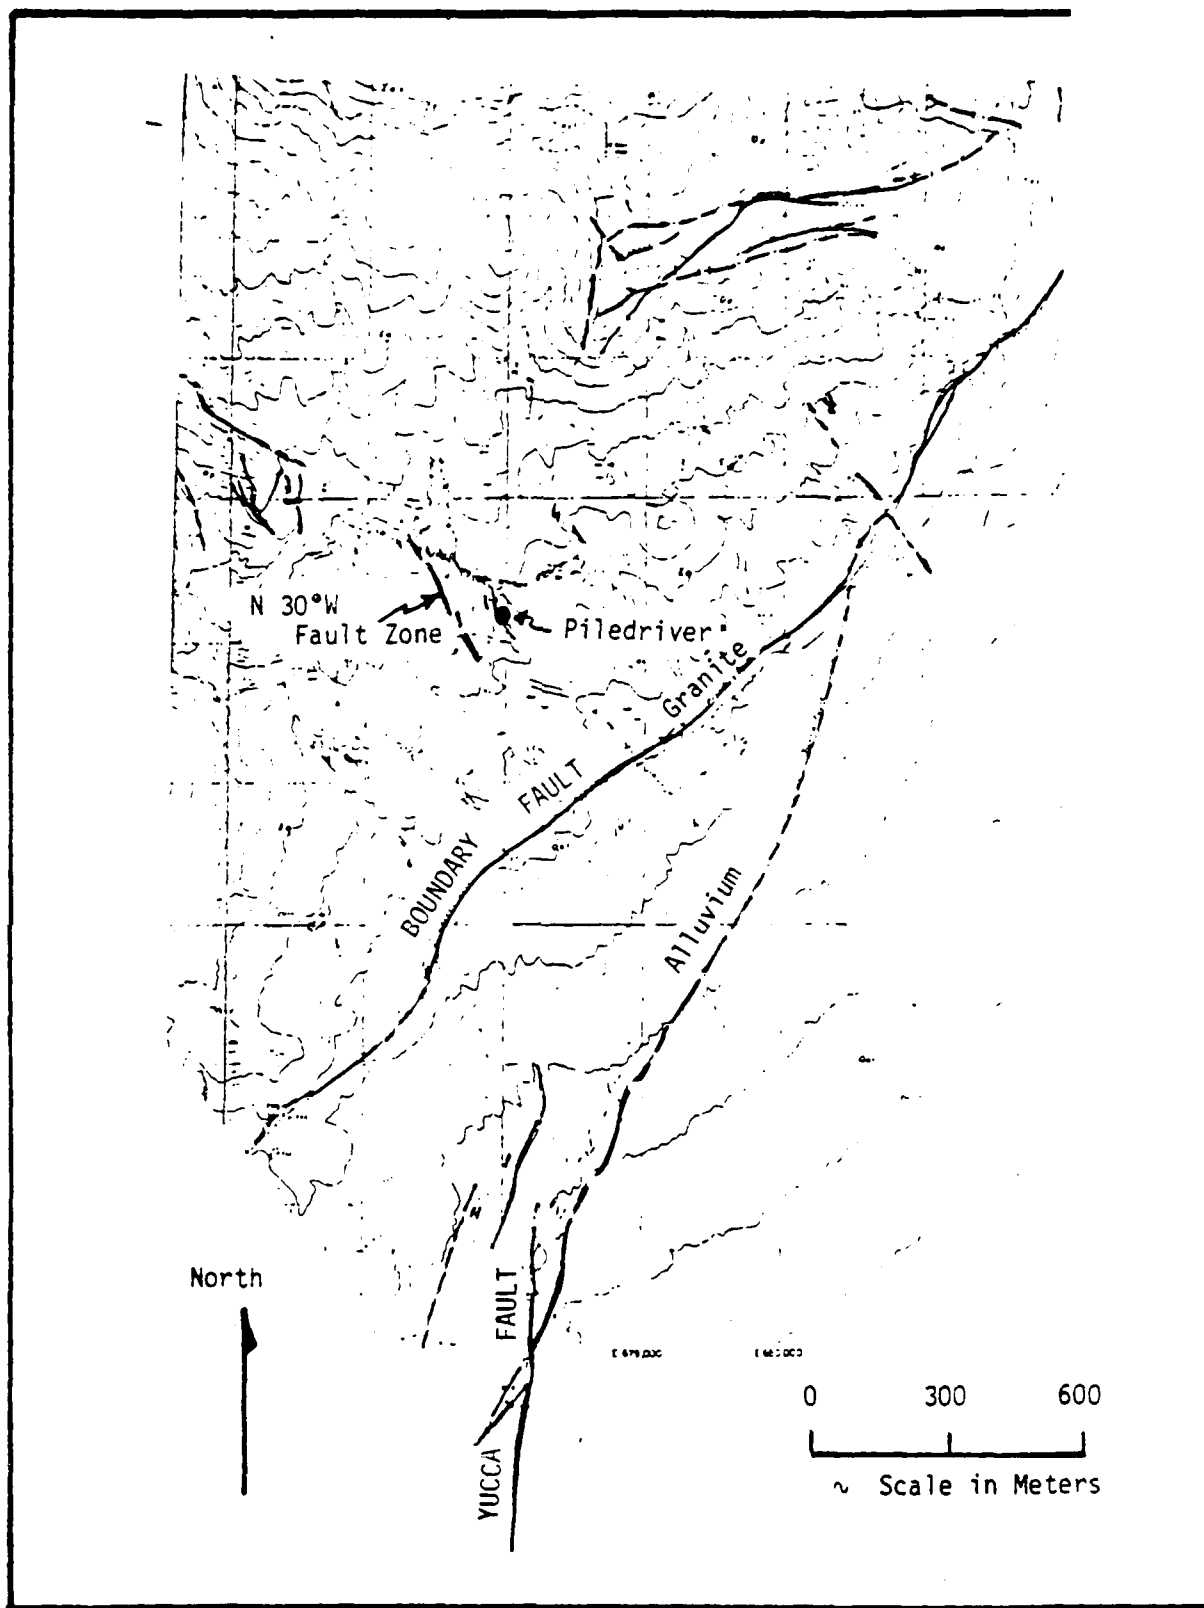 N 30°W
Fault Zone
Piledriver
Granite
BOUNDARY FAULT
Alluvium
North
YUCCA FAULT
0 300 600
~ Scale in Meters